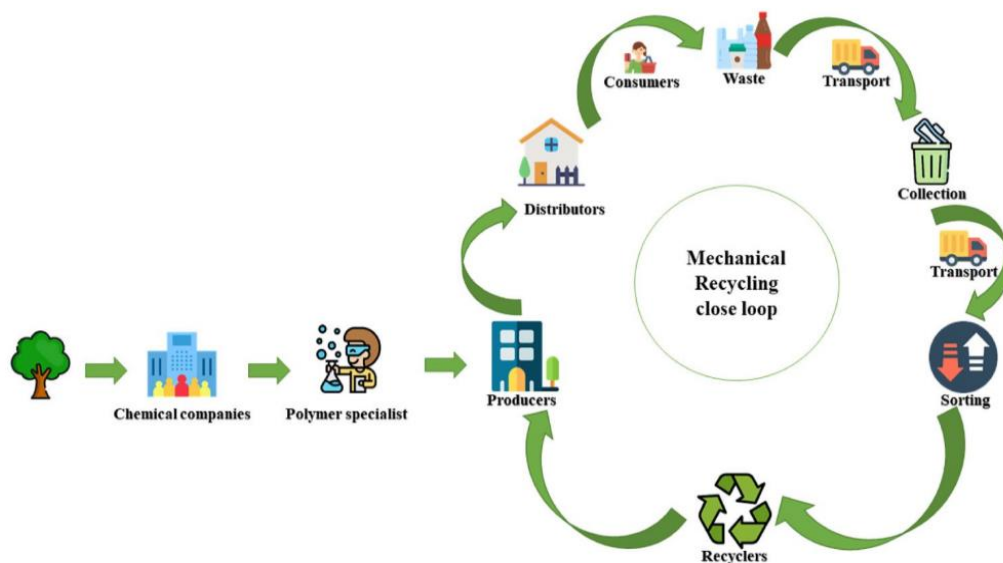 Consumers
Waste
Transport
Distributors
Collection
Mechanical
Recycling
close loop
Transport
Chemical companies
Polymer specialist
Producers
Sorting
Recyclers